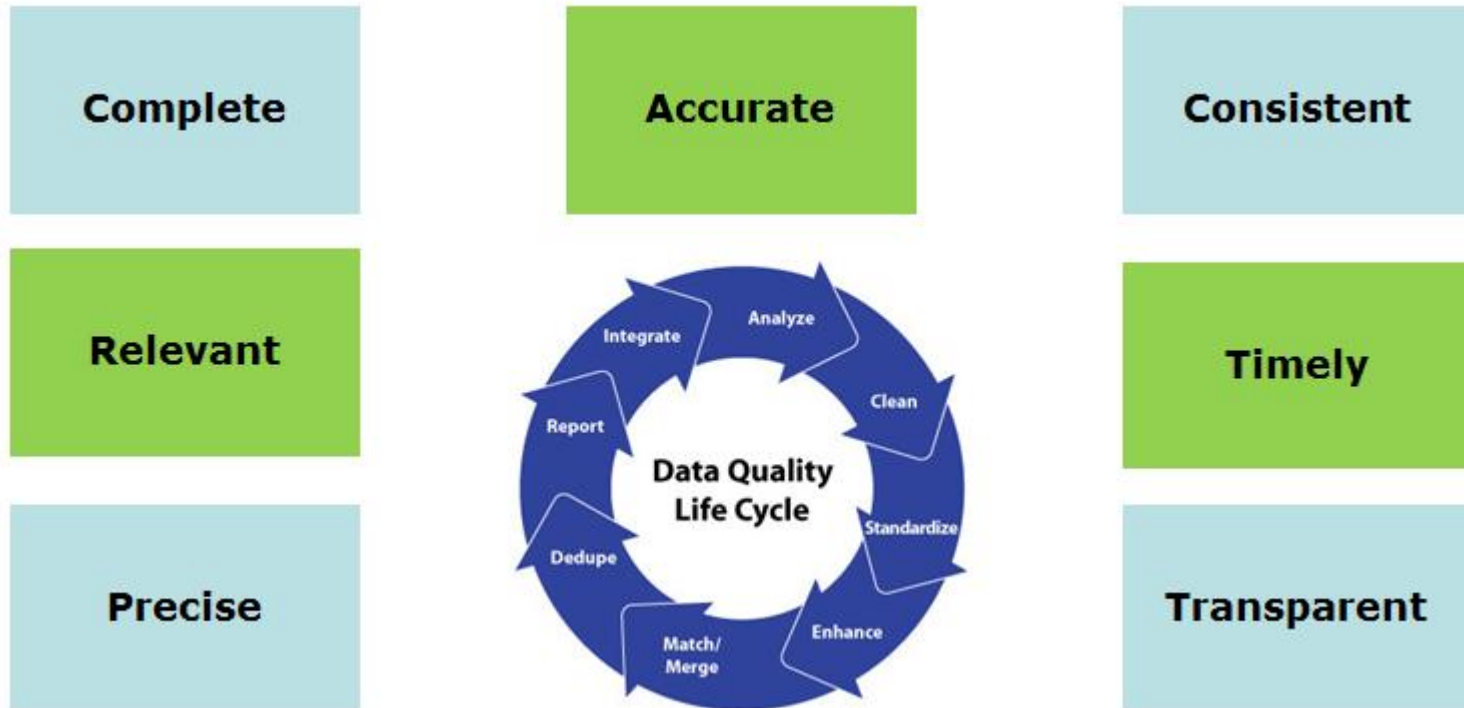 Complete
Accurate
Consistent
Relevant
Timely
Precise
Transparent
Data Quality
Life Cycle
Analyze
Clean
Standardize
Enhance
Match/
Merge
Dedupe
Report
Integrate